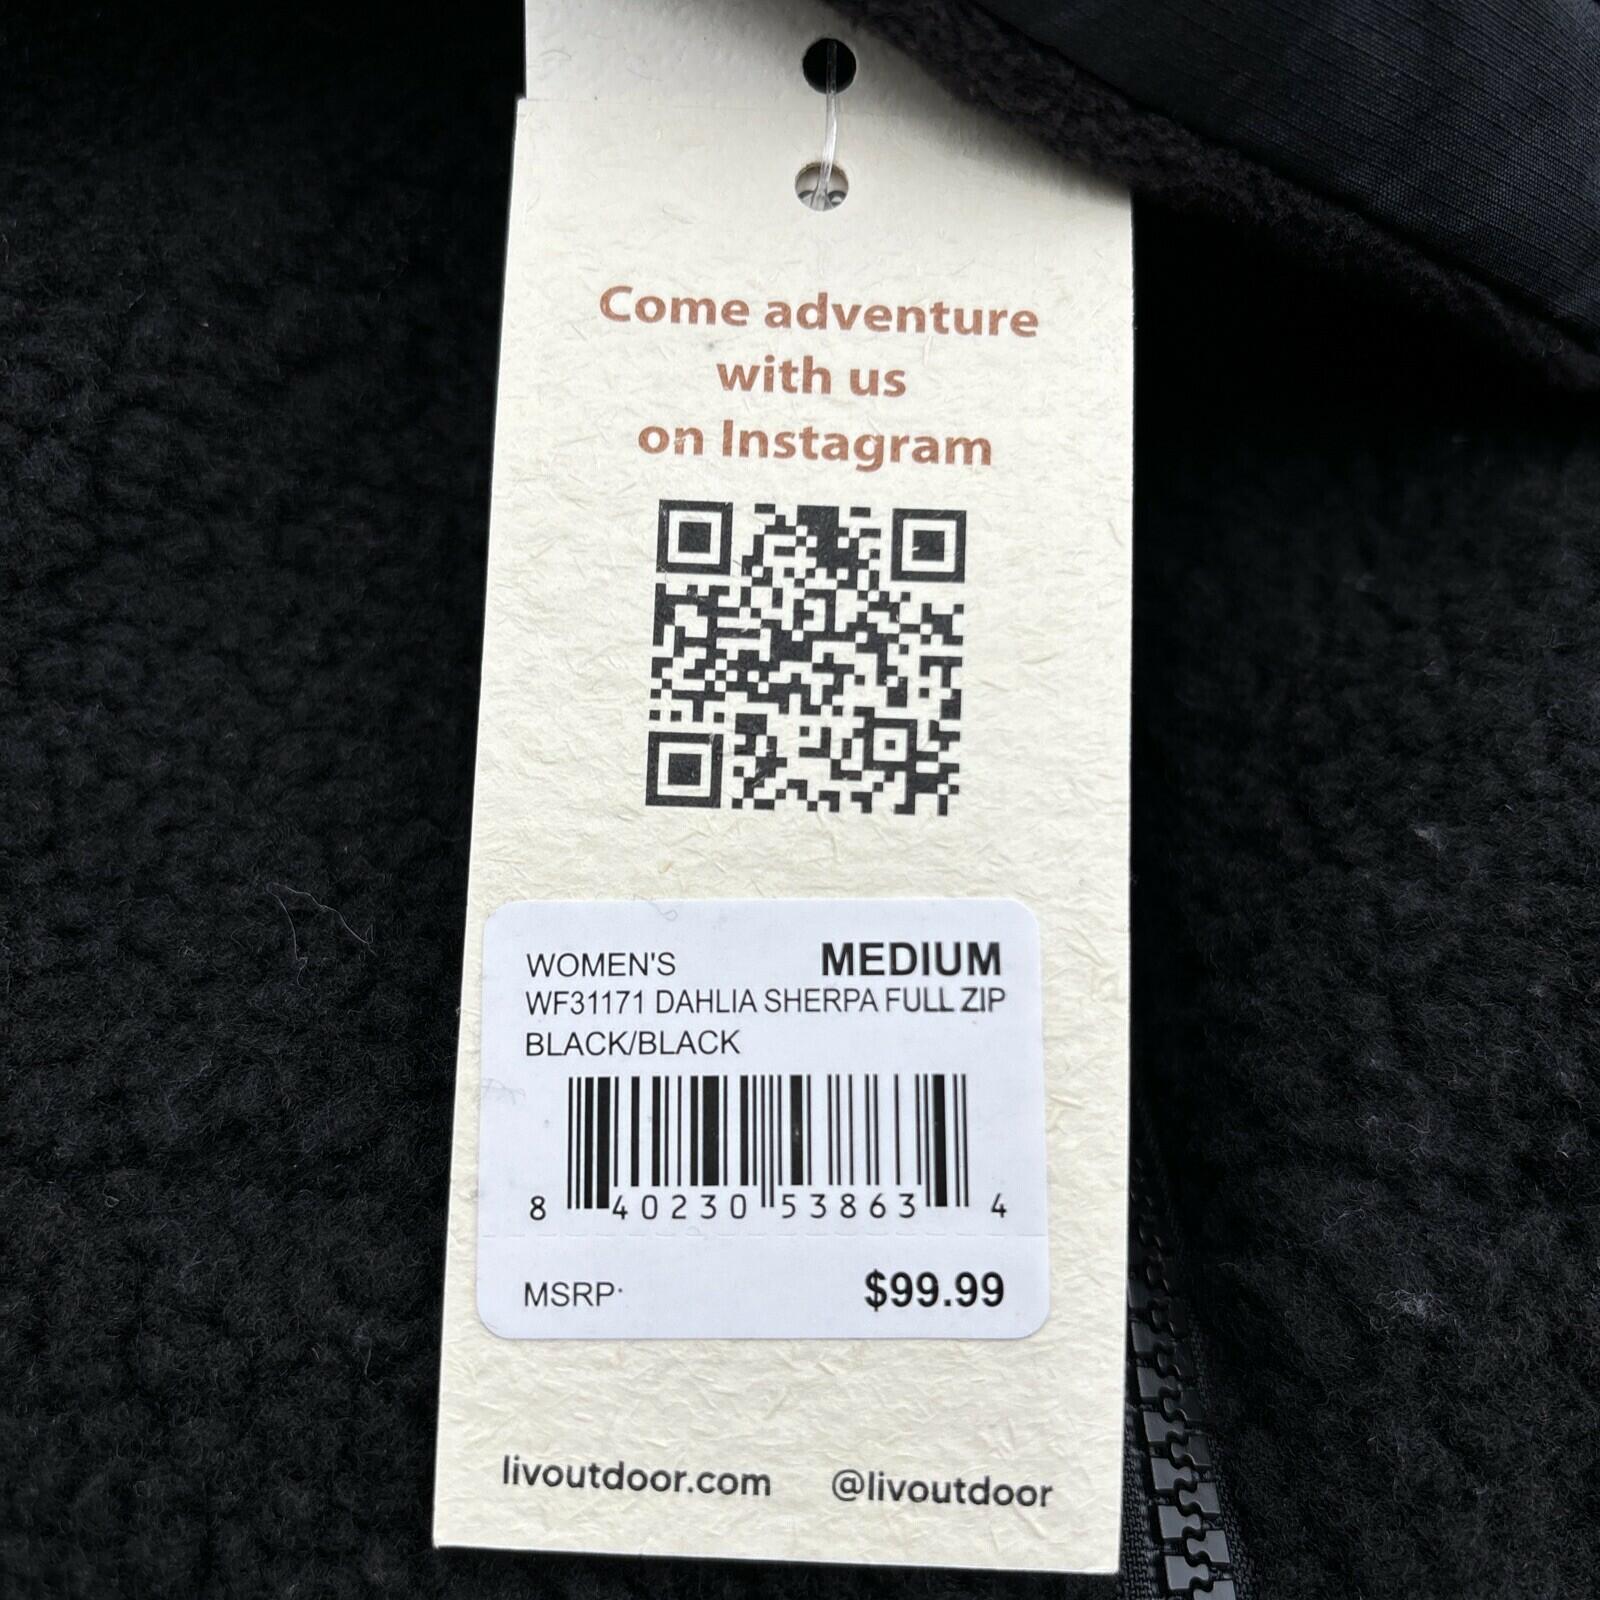 Come adventure
with us
on Instagram
WOMEN'S MEDIUM
WF31171 DAHLIA SHERPA FULL ZIP
BLACK/BLACK
8 40230 53863 4
MSRP: $99.99
livoutdoor.com @livoutdoor